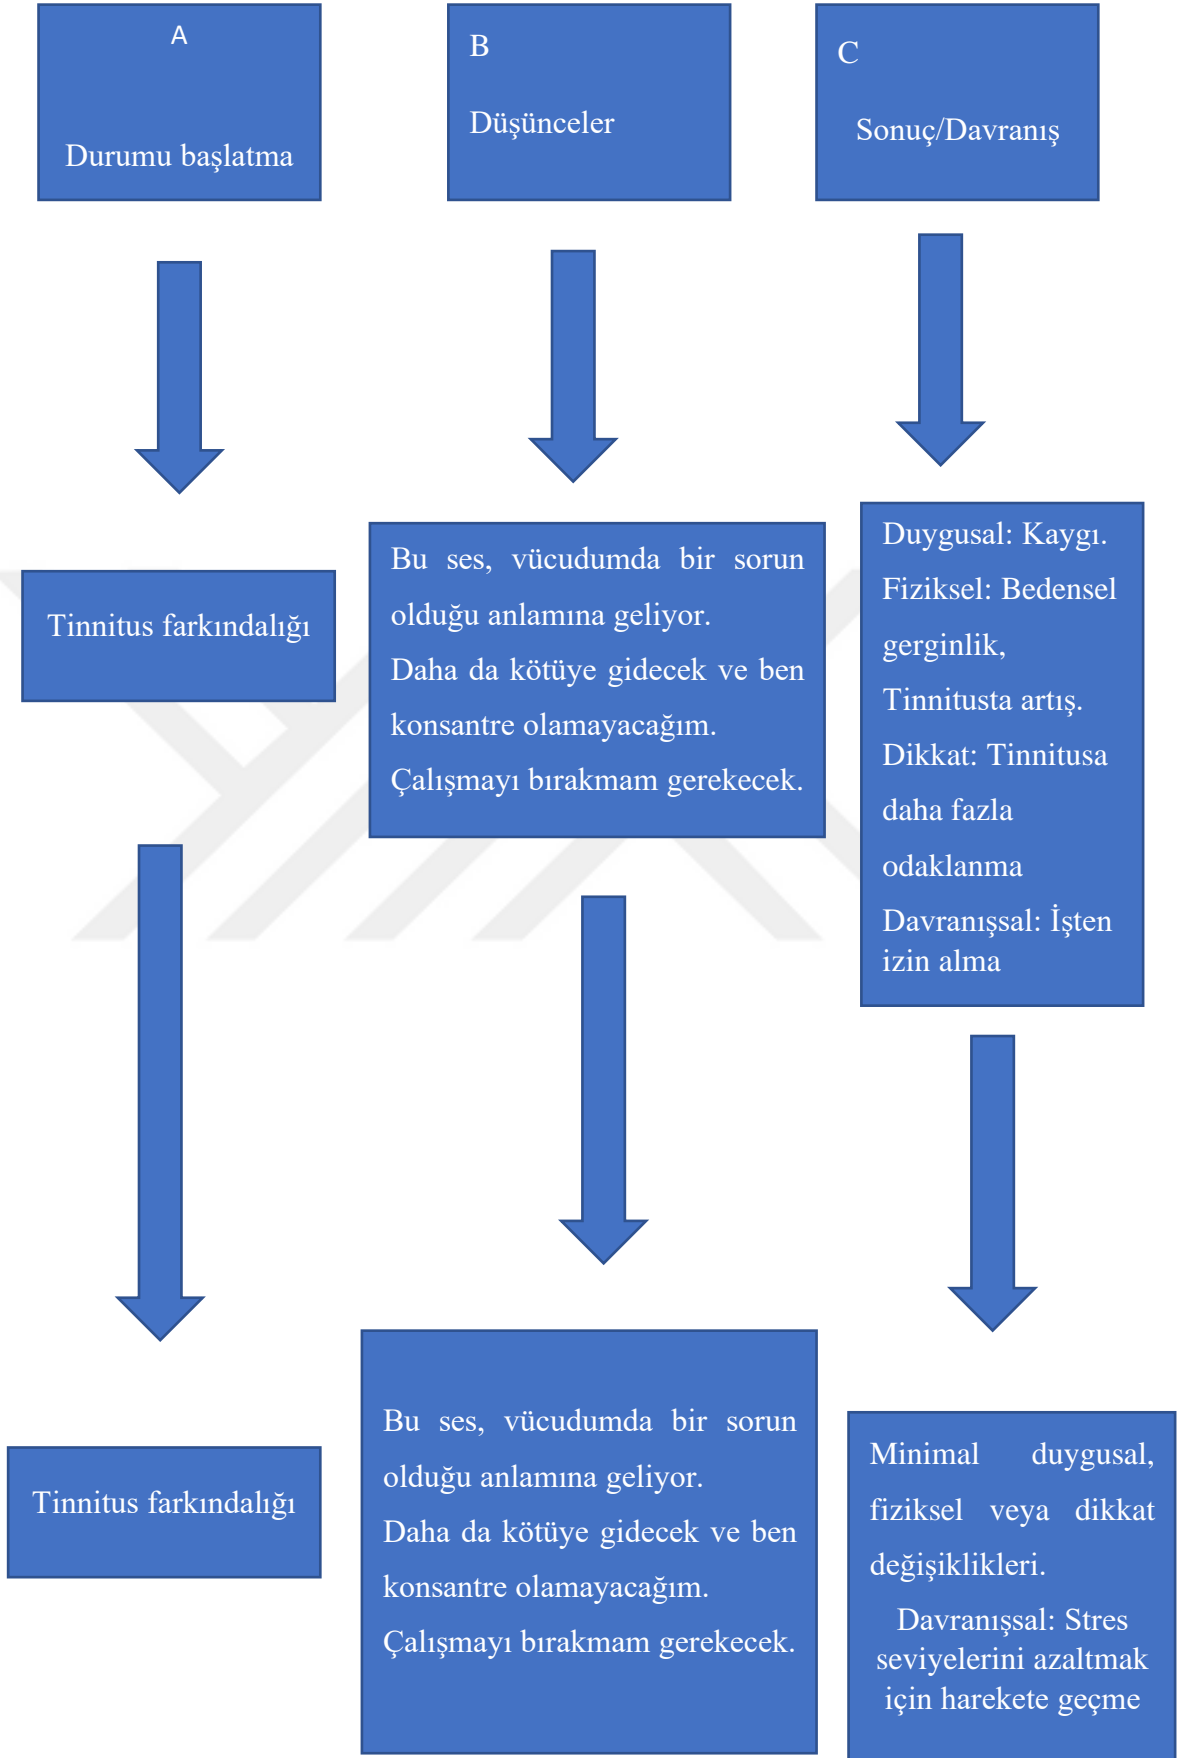 A
Durumu başlatma
B
Düşünceler
C
Sonuç/Davranış
Tinnitus farkındalığı
Bu ses, vücudumda bir sorun
olduğu anlamına geliyor.
Daha da kötüye gidecek ve ben
konsantre olamayacağım.
Çalışmayı bırakmam gerekecek.
Duygusal: Kaygı.
Fiziksel: Bedensel
gerginlik,
Tinnitusta artış.
Dikkat: Tinnitusa
daha fazla
odaklanma
Davranışsal: İşten
izin alma
Tinnitus farkındalığı
Bu ses, vücudumda bir sorun
olduğu anlamına geliyor.
Daha da kötüye gidecek ve ben
konsantre olamayacağım.
Çalışmayı bırakmam gerekecek.
Minimal duygusal,
fiziksel veya dikkat
değişiklikleri.
Davranışsal: Stres
seviyelerini azaltmak
için harekete geçme